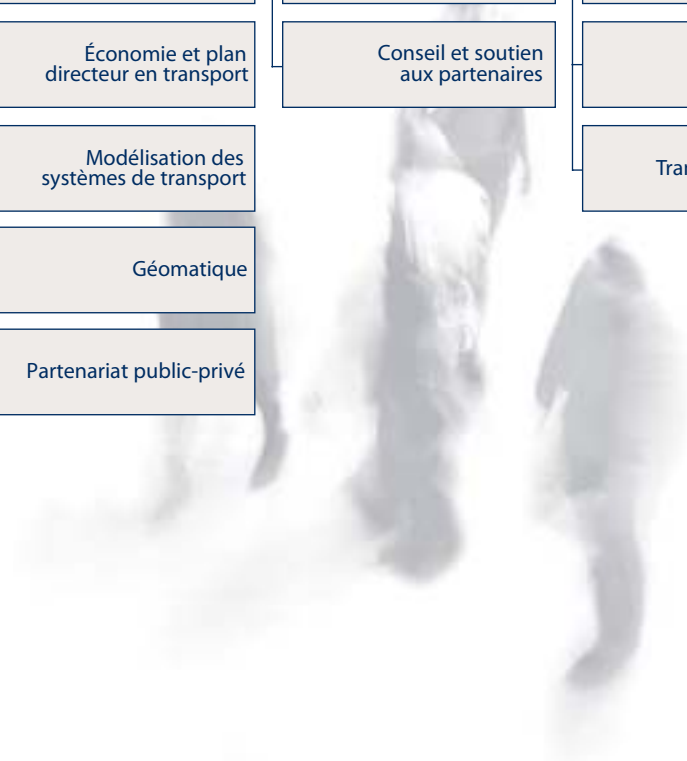 Économie et plan
directeur en transport
Conseil et soutien
aux partenaires
Modélisation des
systèmes de transport
Géomatique
Partenariat public-privé